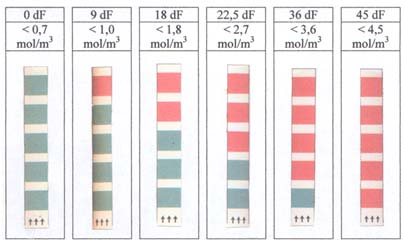 0 dF 9 dF 18 dF 22,5 dF 36 dF 45 dF
< 0,7 < 1,0 < 1,8 < 2,7 < 3,6 < 4,5
mol/m³ mol/m³ mol/m³ mol/m³ mol/m³ mol/m³
↑↑↑ ↑↑↑ ↑↑↑ ↑↑↑ ↑↑↑ ↑↑↑